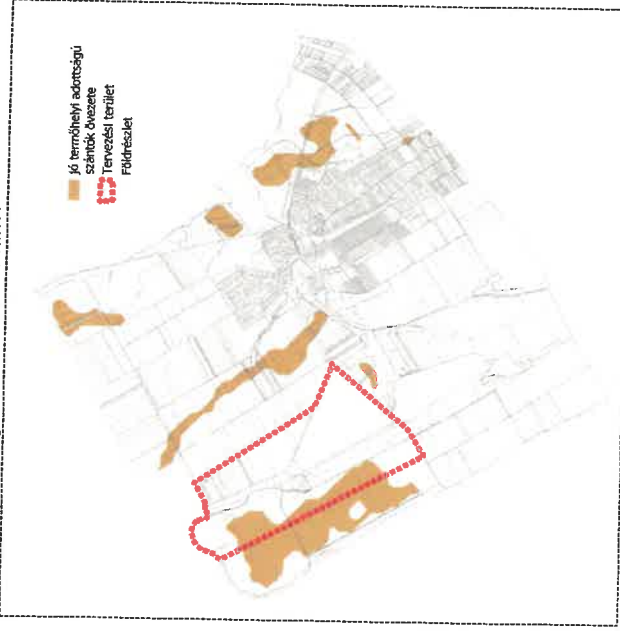 jó termőhelyi adottságú
szántók övezete
Tervezési terület
Földrészlet